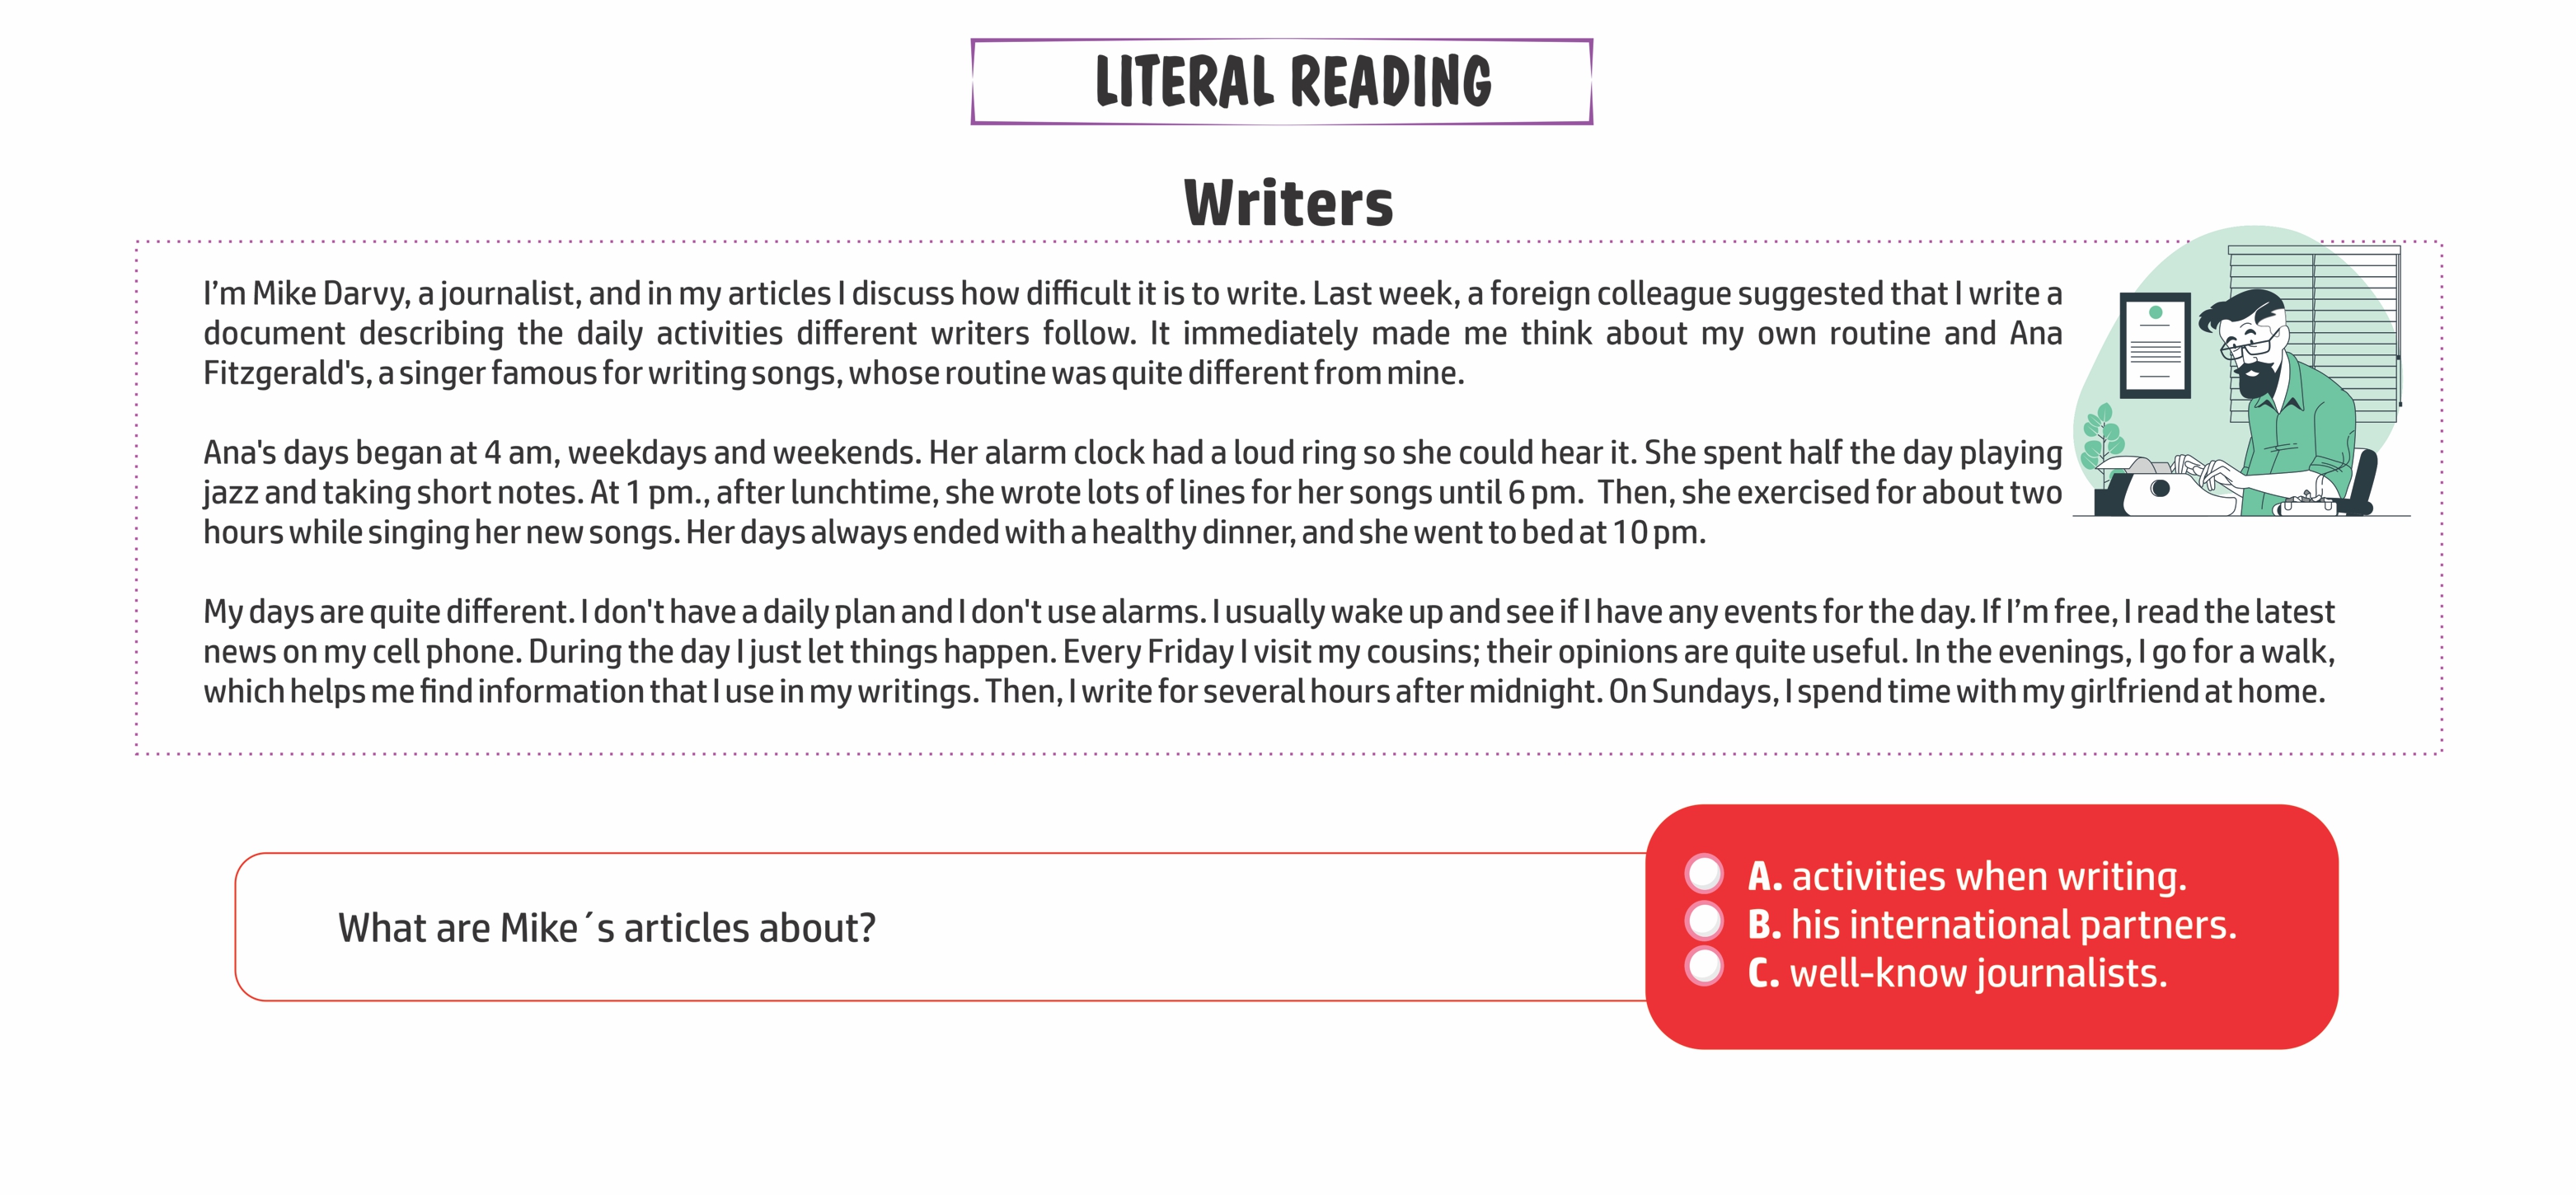 LITERAL READING
Writers
I’m Mike Darvy, a journalist, and in my articles I discuss how difficult it is to write. Last week, a foreign colleague suggested that I write a
document describing the daily activities different writers follow. It immediately made me think about my own routine and Ana
Fitzgerald's, a singer famous for writing songs, whose routine was quite different from mine.
Ana's days began at 4 am, weekdays and weekends. Her alarm clock had a loud ring so she could hear it. She spent half the day playing
jazz and taking short notes. At 1 pm., after lunchtime, she wrote lots of lines for her songs until 6 pm. Then, she exercised for about two
hours while singing her new songs. Her days always ended with a healthy dinner, and she went to bed at 10 pm.
My days are quite different. I don't have a daily plan and I don't use alarms. I usually wake up and see if I have any events for the day. If I’m free, I read the latest
news on my cell phone. During the day I just let things happen. Every Friday I visit my cousins; their opinions are quite useful. In the evenings, I go for a walk,
which helps me find information that I use in my writings. Then, I write for several hours after midnight. On Sundays, I spend time with my girlfriend at home.
What are Mike´s articles about?
A. activities when writing.
B. his international partners.
C. well-know journalists.